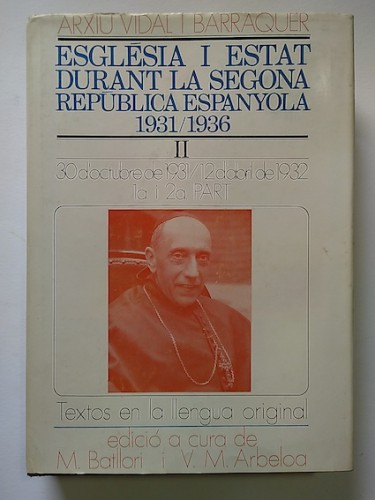 ARXIU VIDAL I BARRAQUER
ESGLÉSIA I ESTAT
DURANT LA SEGONA
REPÚBLICA ESPANYOLA
1931/1936
II
30 d'octubre de 1931/12 d'abril de 1932
1a I 2a PART
Textos en la llengua original
edició a cura de
M. Batllori i V. M. Arbeloa